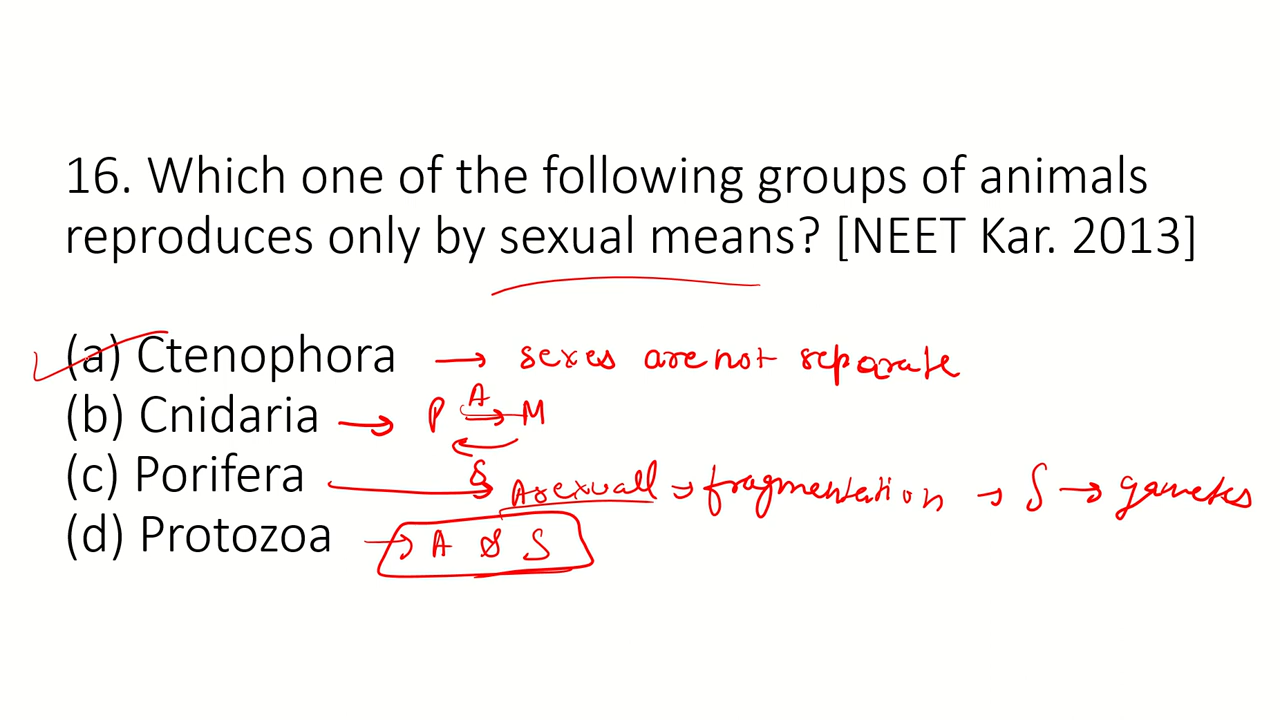 16. Which one of the following groups of animals
reproduces only by sexual means? [NEET Kar. 2013]
(a) Ctenophora → sexes are not separate
(b) Cnidaria → P A → M
←
S
(c) Porifera → Asexuall → fragmentation → S → gametes
(d) Protozoa → A & S